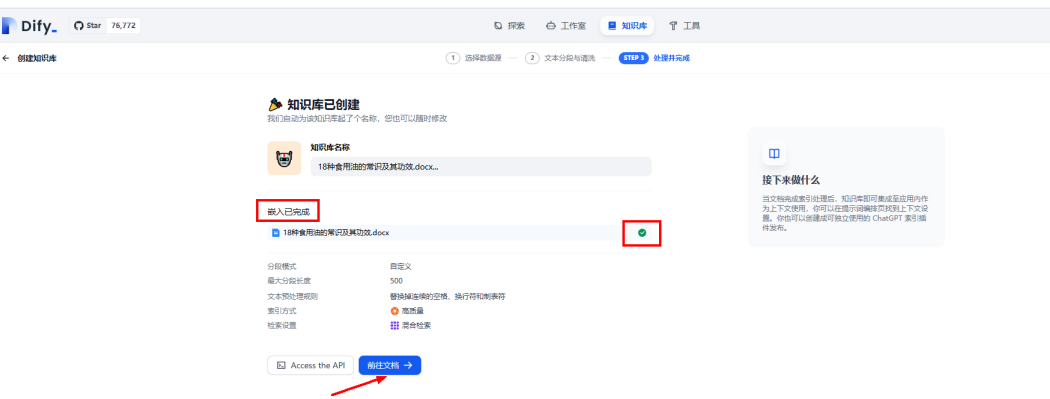 Dify_ Star 76,772 探索 工作室 知识库 工具
创建知识库 1 选择数据源 2 文本分段与清洗 STEP 3 处理并完成
知识库已创建
我们自动为该知识库起了个名称，您也可以随时修改
知识库名称
18种食用油的常识及其功效.docx...
嵌入已完成
18种食用油的常识及其功效.docx
分段模式 自定义
最大分段长度 500
文本预处理规则 替换掉连续的空格、换行符和制表符
索引方式 高质量
检索设置 混合检索
Access the API 前往文档 →
接下来做什么
当文档完成索引处理后，知识库即可集成至应用内作
为上下文使用，你可以在提示词编排页找到上下文设
置。你也可以创建成可独立使用的 ChatGPT 索引插
件发布。